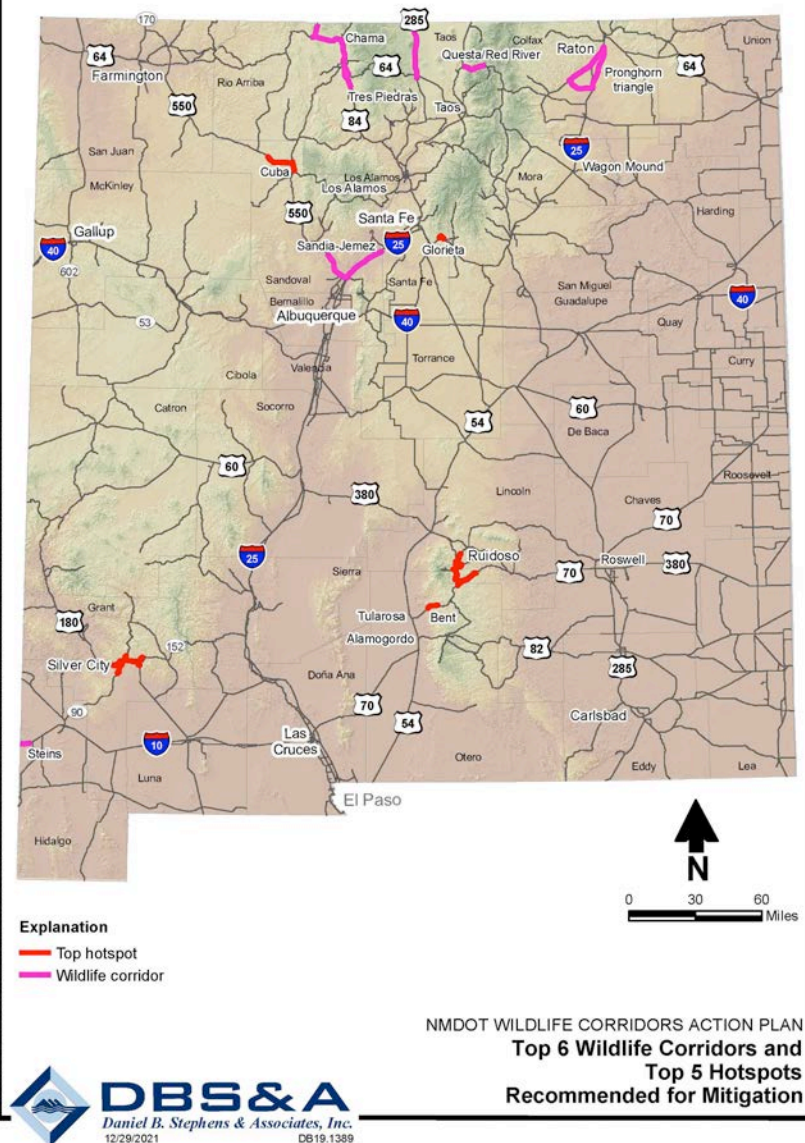 170
285
Chama
Taos
Colfax
Union
64
Farmington
Rio Arriba
64
Questa/Red River
Raton
64
Pronghorn
triangle
550
Tres Piedras
Taos
84
San Juan
25
Wagon Mound
McKinley
Cuba
Los Alamos
Los Alamos
Mora
550
Santa Fe
Harding
Gallup
40
Sandia-Jemez
25
Glorieta
602
Sandoval
Santa Fe
San Miguel
Bernalillo
Guadalupe
40
Albuquerque
40
53
Quay
Torrance
Curry
Valencia
Cibola
Catron
Socorro
60
54
De Baca
60
Roosevelt
380
Lincoln
Chaves
70
25
Ruidoso
Sierra
70
Roswell
380
Grant
Tularosa
Bent
180
Alamogordo
152
82
Silver City
285
Doña Ana
70
90
54
Carlsbad
Las
Cruces
Steins
10
Otero
Luna
Eddy
Lea
El Paso
Hidalgo
N
0 30 60
Miles
Explanation
Top hotspot
Wildlife corridor
NMDOT WILDLIFE CORRIDORS ACTION PLAN
Top 6 Wildlife Corridors and
Top 5 Hotspots
Recommended for Mitigation
DBS&A
Daniel B. Stephens & Associates, Inc.
12/29/2021 DB19.1389